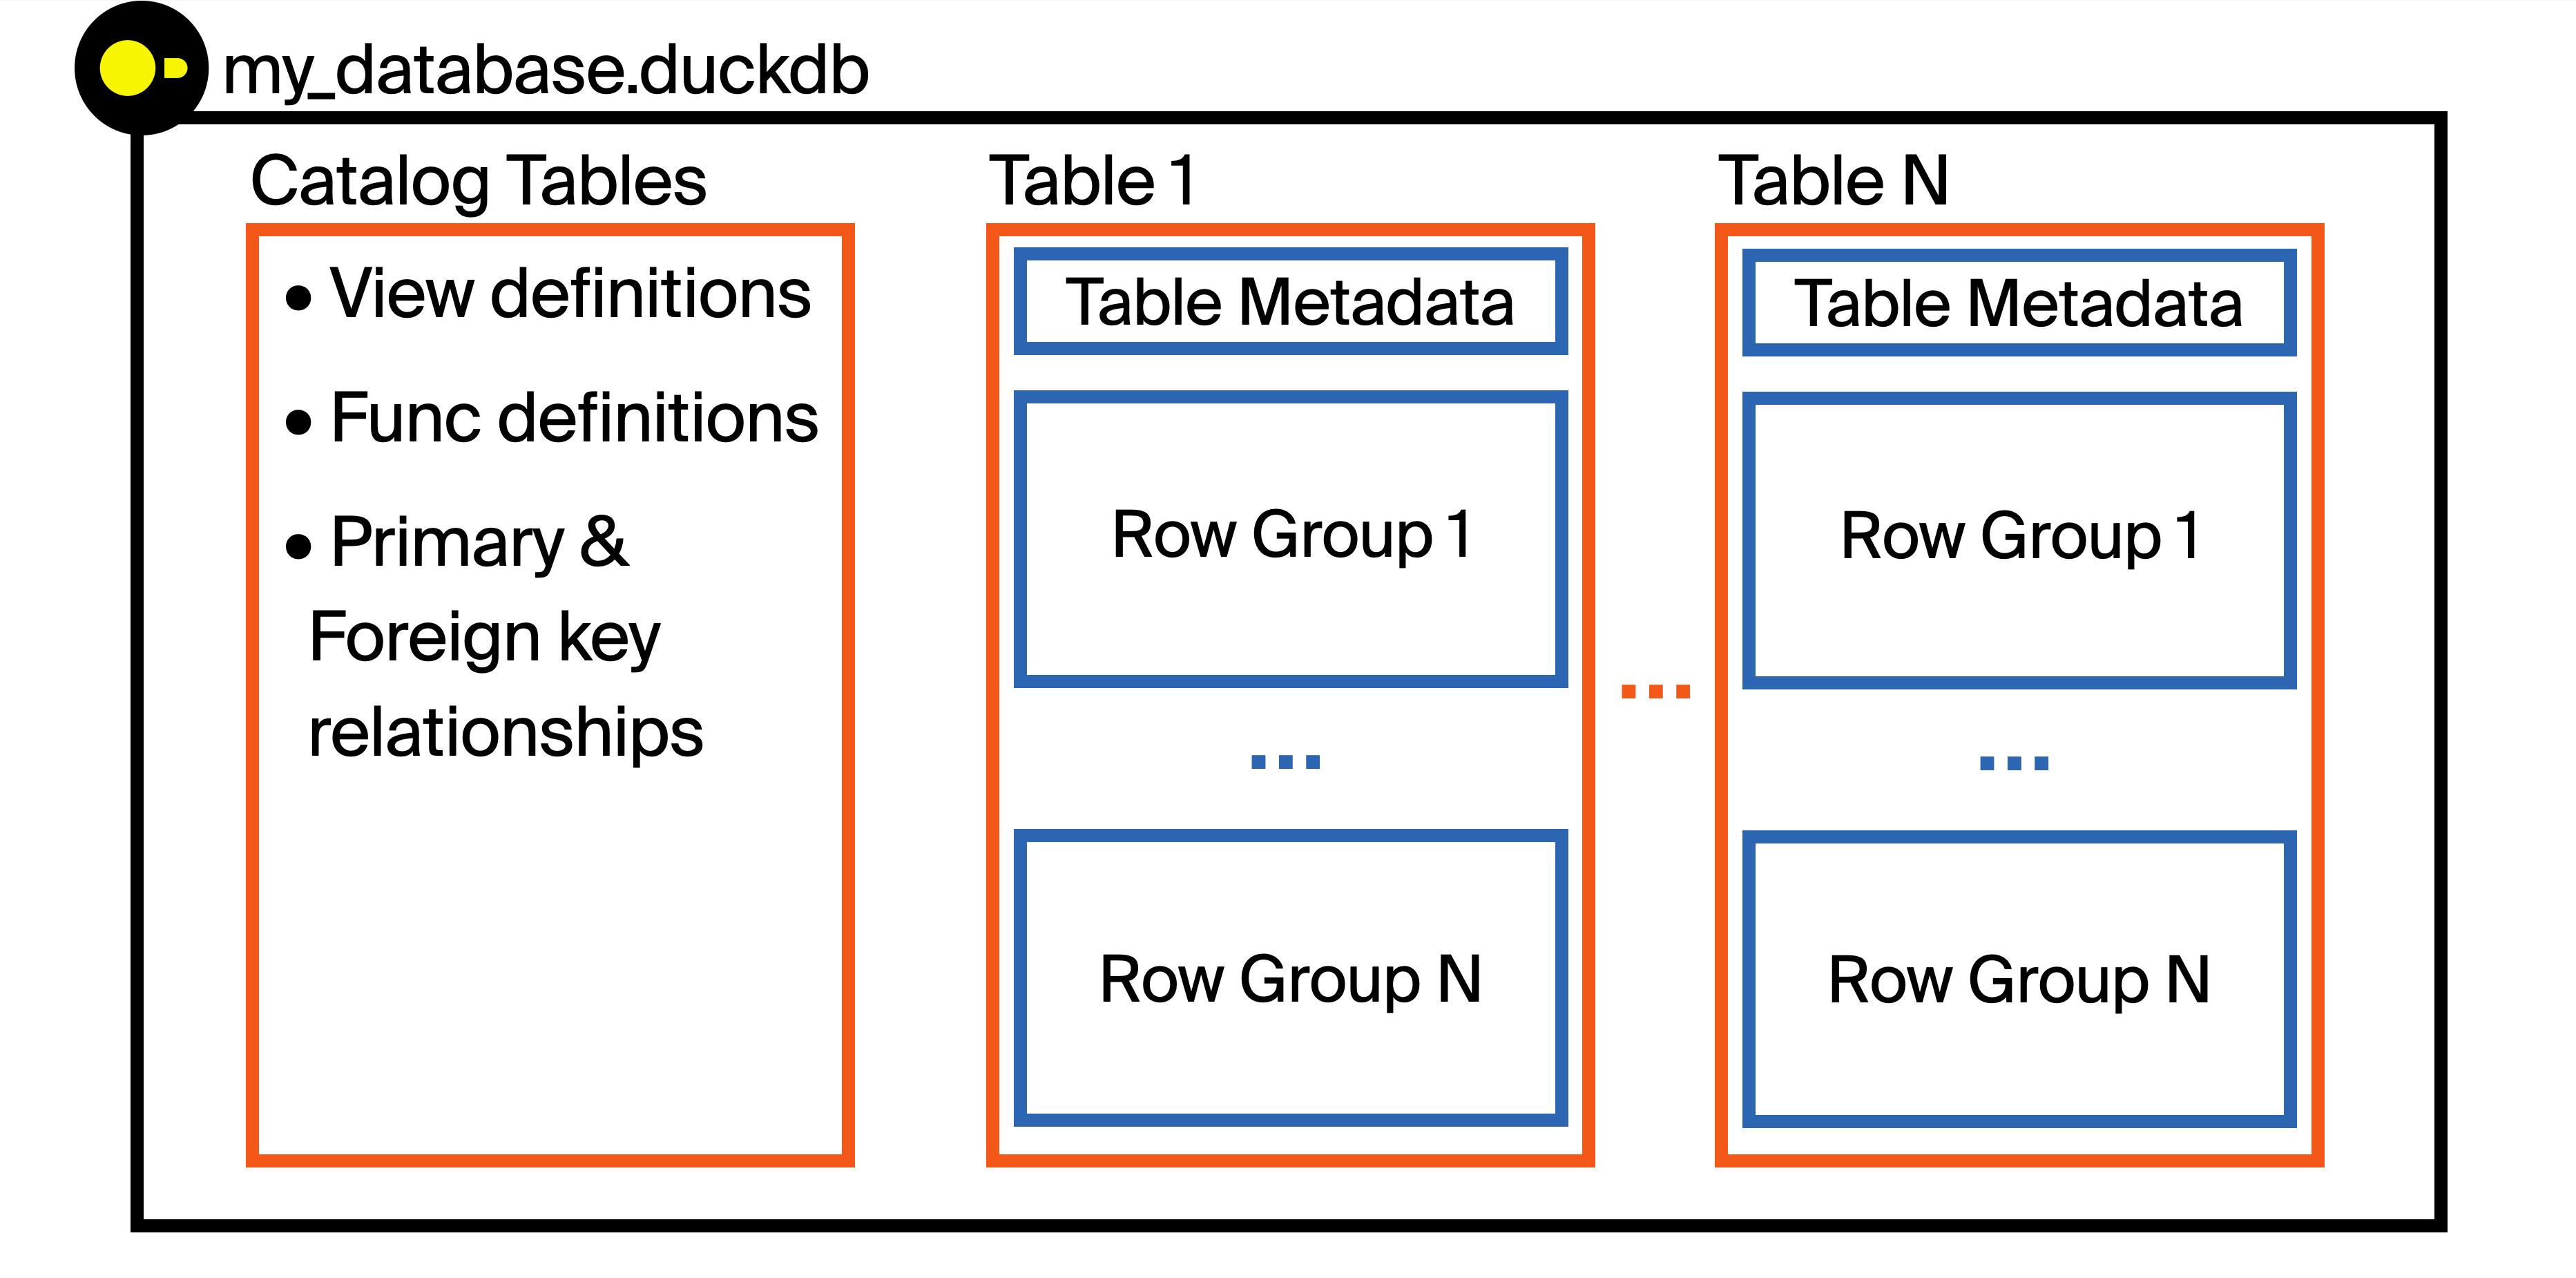 my_database.duckdb
Catalog Tables
• View definitions
• Func definitions
• Primary &
Foreign key
relationships
Table 1
Table Metadata
Row Group 1
...
Row Group N
...
Table N
Table Metadata
Row Group 1
...
Row Group N